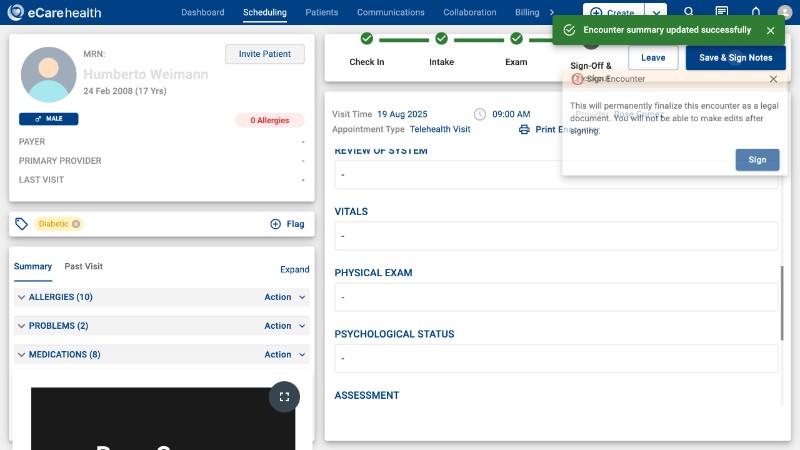 eCarehealth
Dashboard
Scheduling
Patients
Communications
Collaboration
Billing
Create
Encounter summary updated successfully
MRN:
Invite Patient
Humberto Weimann
24 Feb 2008 (17 Yrs)
MALE
0 Allergies
PAYER
-
PRIMARY PROVIDER
-
LAST VISIT
-
Diabetic
Flag
Summary
Past Visit
Expand
ALLERGIES (10)
Action
PROBLEMS (2)
Action
MEDICATIONS (8)
Action
Check In
Intake
Exam
Sign-Off &
Leave
Save & Sign Notes
Sign Encounter
This will permanently finalize this encounter as a legal
document. You will not be able to make edits after
signing.
Sign
Visit Time 19 Aug 2025
09:00 AM
Appointment Type Telehealth Visit
Print
REVIEW OF SYSTEM
-
VITALS
-
PHYSICAL EXAM
-
PSYCHOLOGICAL STATUS
-
ASSESSMENT